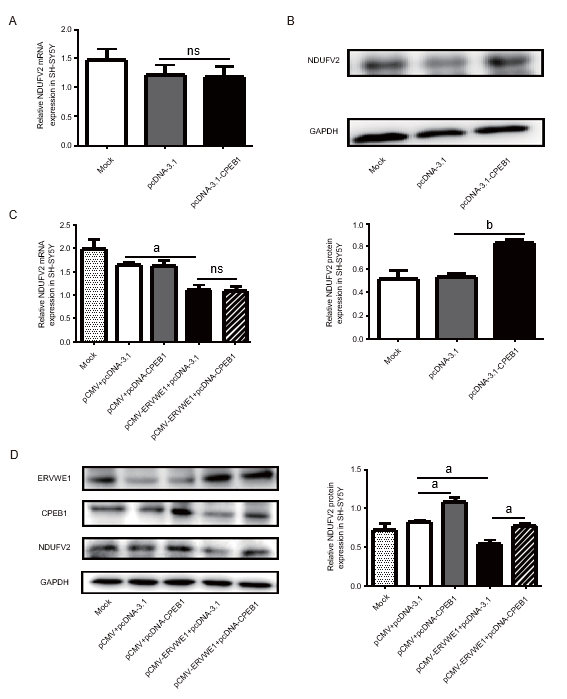 A
Relative NDUFV2 mRNA
expression in SH-SY5Y
2.0
1.5
1.0
0.5
0.0
ns
Mock
pcDNA-3.1
pcDNA-3.1-CPEB1
B
NDUFV2
GAPDH
Mock
pcDNA-3.1
pcDNA-3.1-CPEB1
Relative NDUFV2 protein
expression in SH-SY5Y
1.0
0.8
0.6
0.4
0.2
0.0
b
Mock
pcDNA-3.1
pcDNA-3.1-CPEB1
C
Relative NDUFV2 mRNA
expression in SH-SY5Y
2.5
2.0
1.5
1.0
0.5
0.0
a
ns
Mock
pCMV+pcDNA-3.1
pCMV+pcDNA-CPEB1
pCMV-ERVWE1+pcDNA-3.1
pCMV-ERVWE1+pcDNA-CPEB1
D
ERVWE1
CPEB1
NDUFV2
GAPDH
Mock
pCMV+pcDNA-3.1
pCMV+pcDNA-CPEB1
pCMV-ERVWE1+pcDNA-3.1
pCMV-ERVWE1+pcDNA-CPEB1
Relative NDUFV2 protein
expression in SH-SY5Y
1.5
1.0
0.5
0.0
a
a
a
Mock
pCMV+pcDNA-3.1
pCMV+pcDNA-CPEB1
pCMV-ERVWE1+pcDNA-3.1
pCMV-ERVWE1+pcDNA-CPEB1